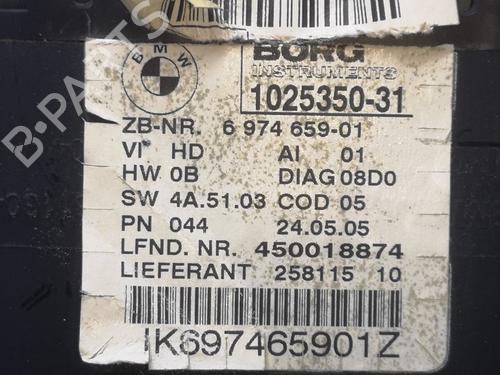 B-PARTS
BMW
BORG
INSTRUMENTS
1025350-31
ZB-NR. 6 974 659-01
VI HD AI 01
HW 0B DIAG 08D0
SW 4A.51.03 COD 05
PN 044 24.05.05
LFND. NR. 450018874
LIEFERANT 258115 10
IK697465901Z